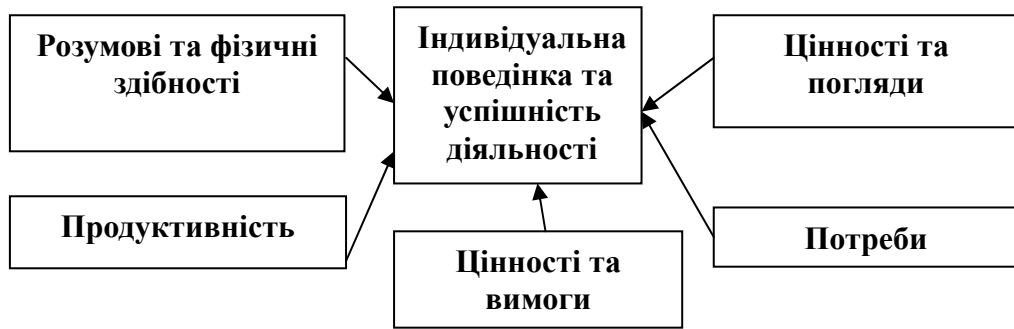 Розумові та фізичні
здібності
Індивідуальна
поведінка та
успішність
діяльності
Цінності та
погляди
Продуктивність
Цінності та
вимоги
Потреби